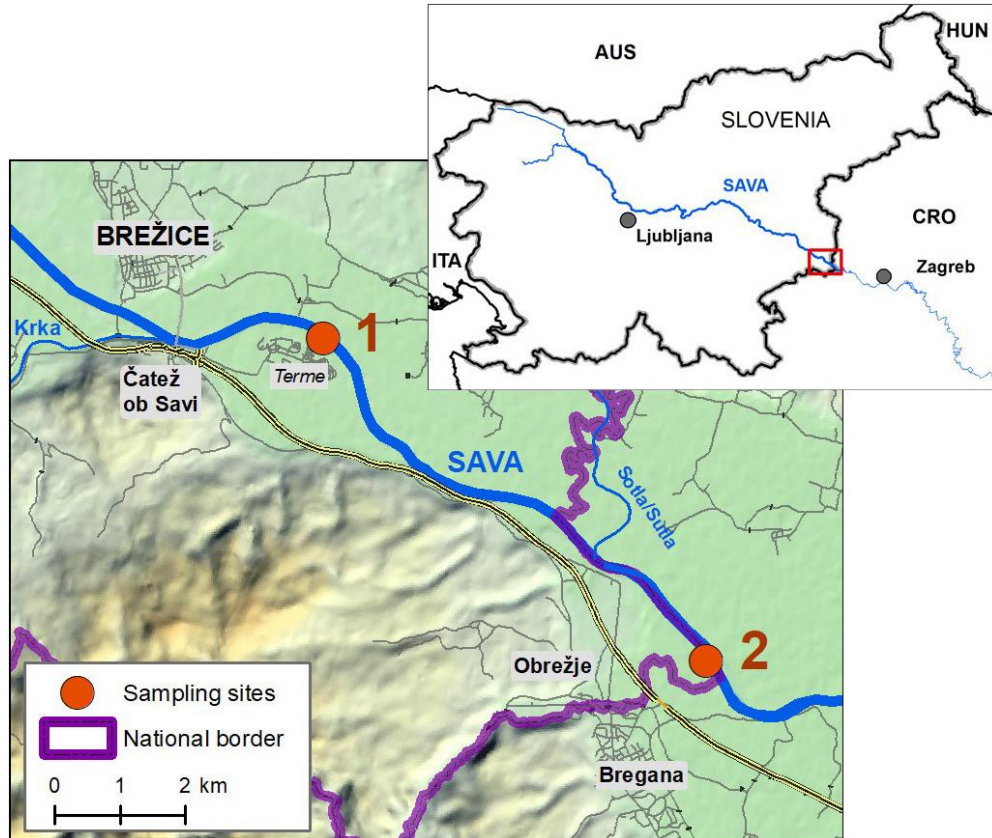 AUS
HUN
SLOVENIA
SAVA
CRO
Ljubljana
Zagreb
ITA
BREŽICE
Krka
1
Terme
Čatež
ob Savi
SAVA
Sotla/Sutla
2
Obrežje
Bregana
Sampling sites
National border
0 1 2 km